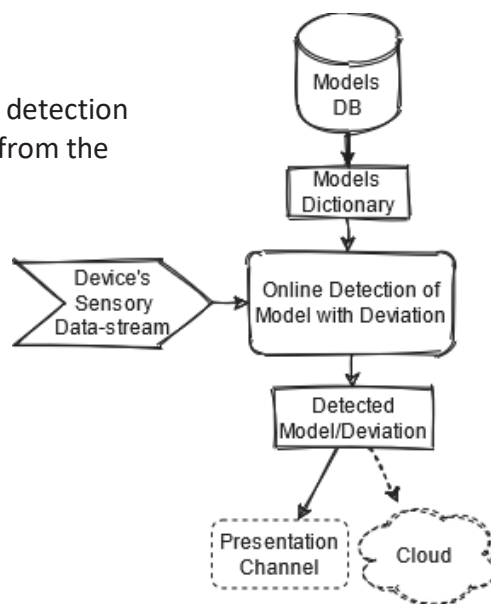 detection
from the
Models
DB
Models
Dictionary
Device's
Sensory
Data-stream
Online Detection of
Model with Deviation
Detected
Model/Deviation
Presentation
Channel
Cloud